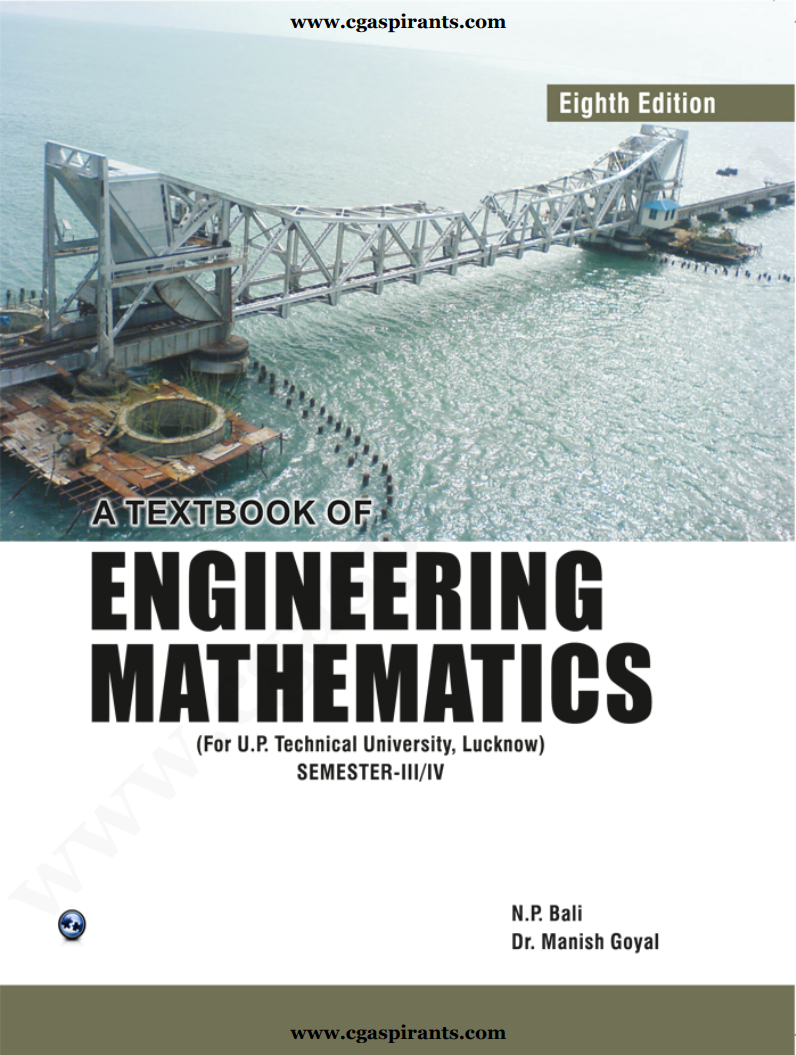 www.cgaspirants.com
Eighth Edition
A TEXTBOOK OF
ENGINEERING
MATHEMATICS
(For U.P. Technical University, Lucknow)
SEMESTER-III/IV
N.P. Bali
Dr. Manish Goyal
www.cgaspirants.com